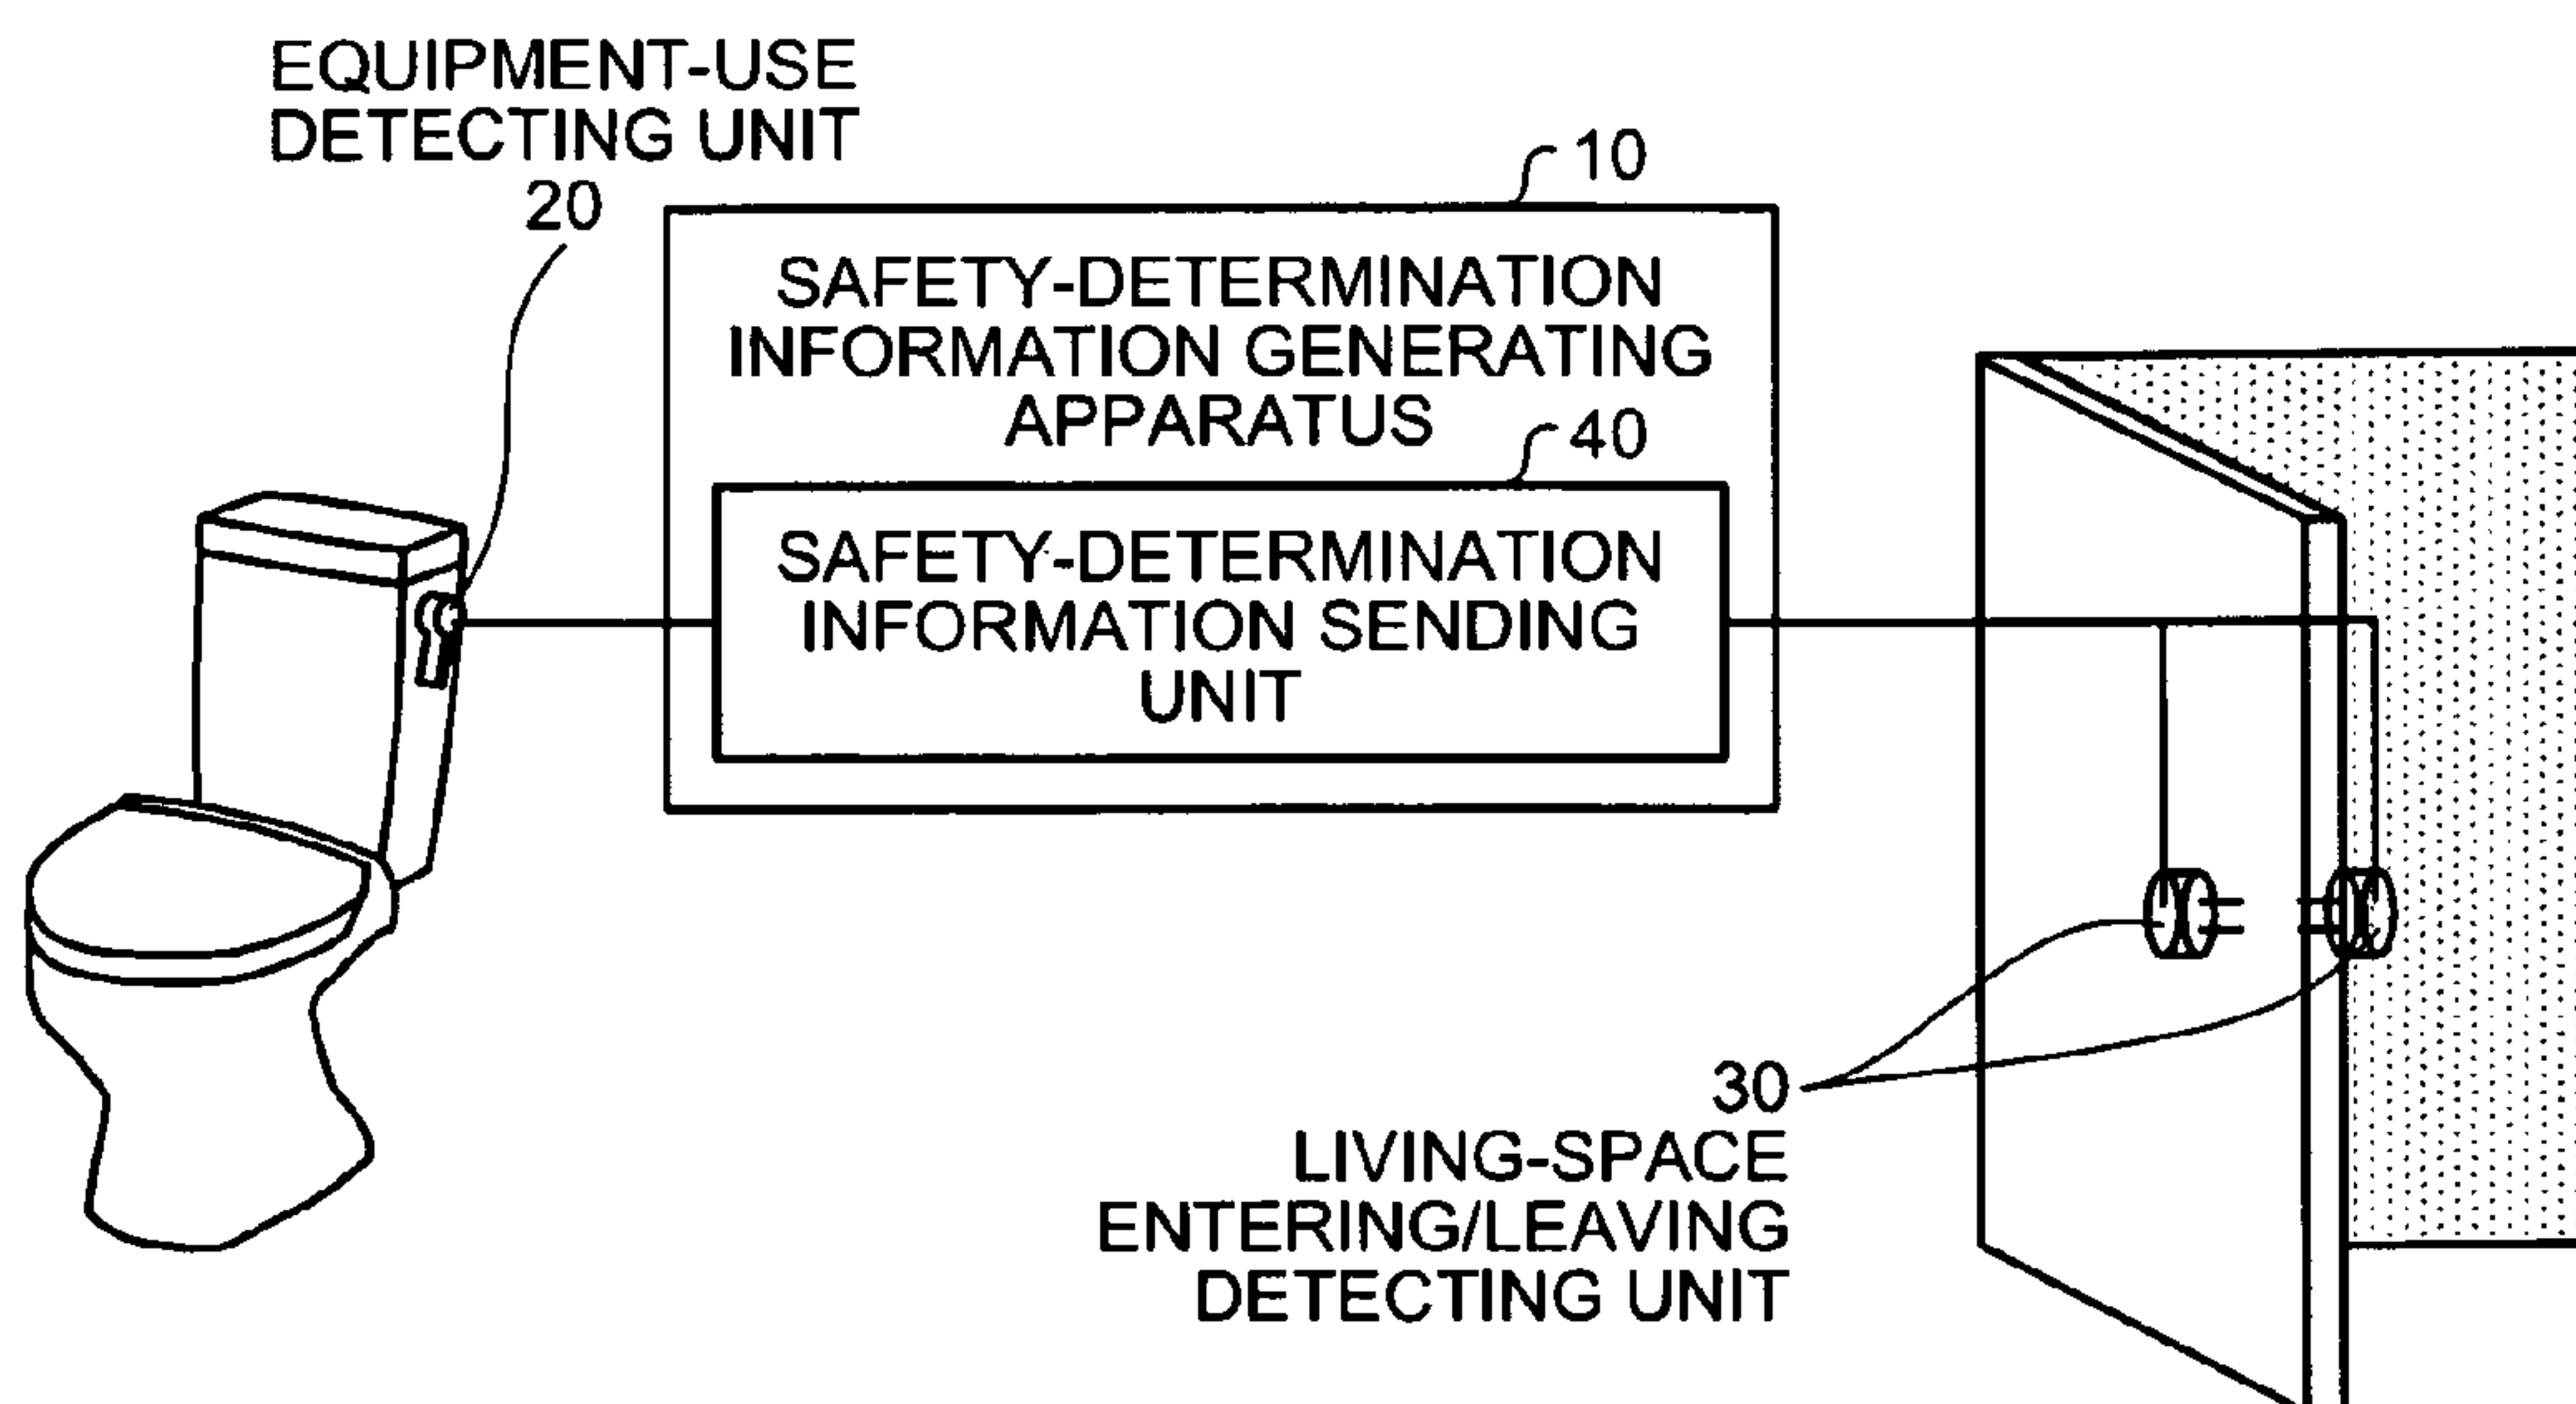 EQUIPMENT-USE
DETECTING UNIT
20
10
SAFETY-DETERMINATION
INFORMATION GENERATING
APPARATUS
40
SAFETY-DETERMINATION
INFORMATION SENDING
UNIT
30
LIVING-SPACE
ENTERING/LEAVING
DETECTING UNIT